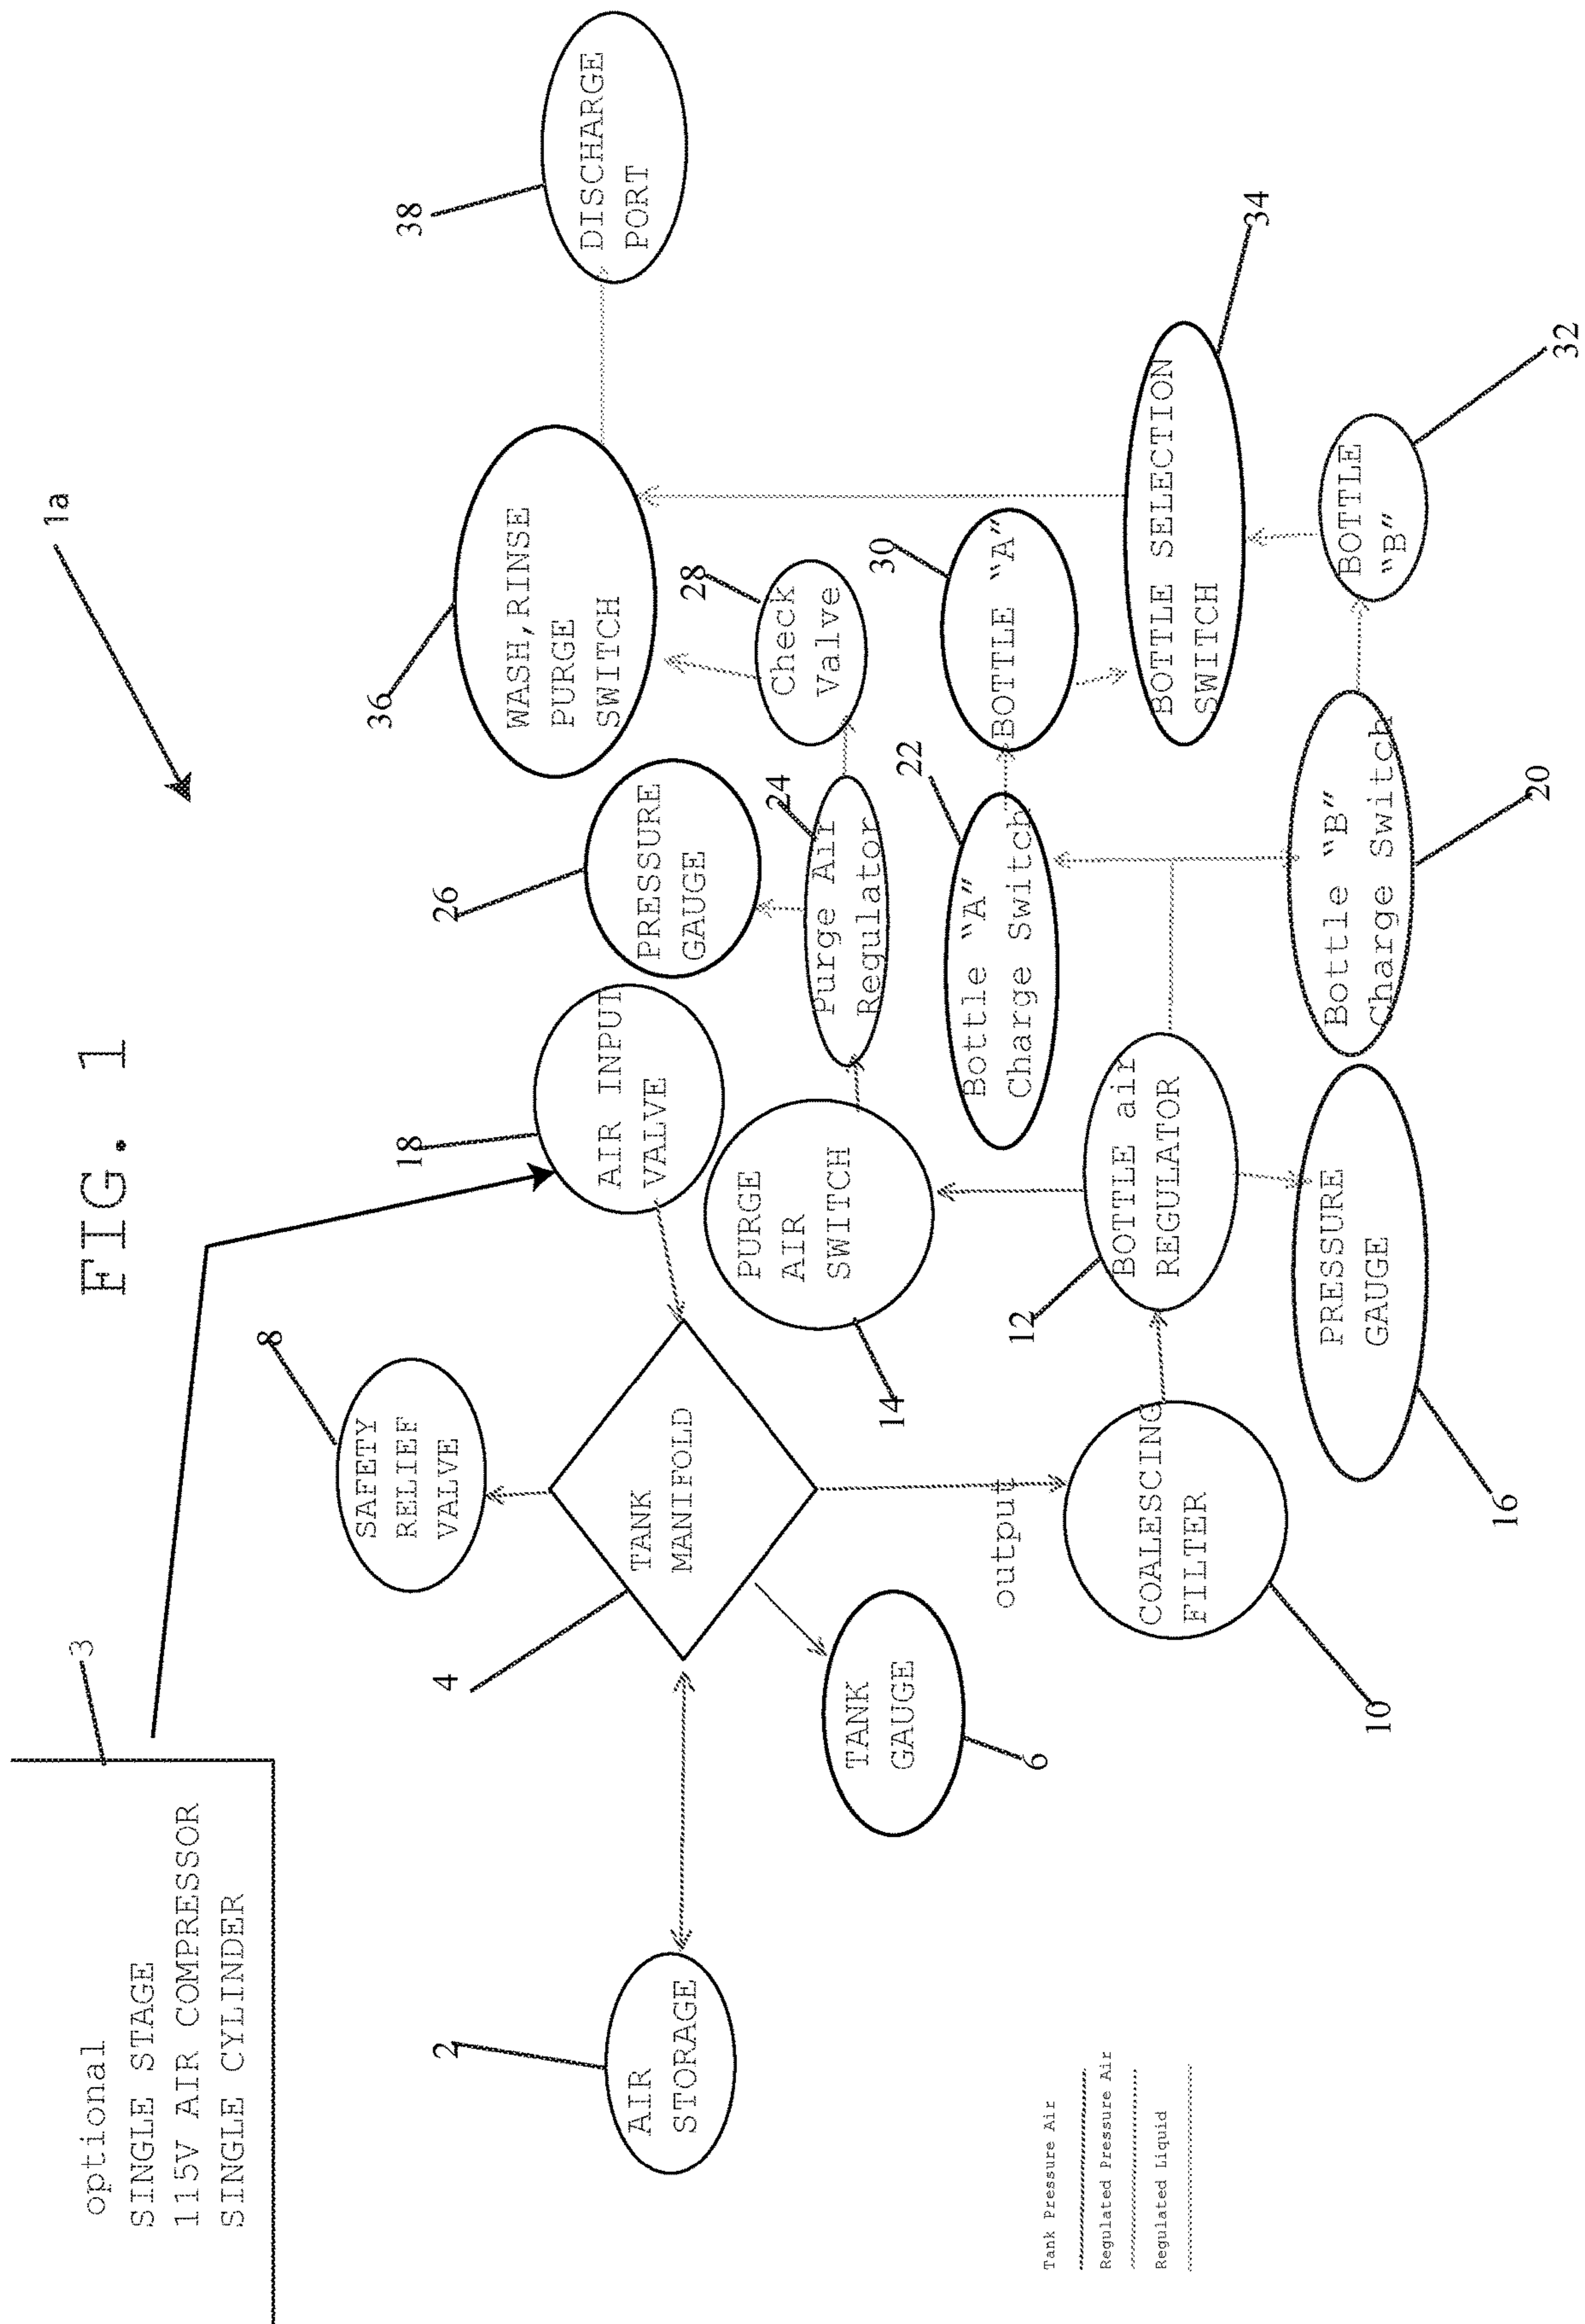 FIG. 1
1a
optional
SINGLE STAGE
115V AIR COMPRESSOR
SINGLE CYLINDER
3
8
SAFETY
RELIEF
VALVE
18
AIR INPUT
VALVE
26
PRESSURE
GAUGE
36
WASH,RINSE
PURGE
SWITCH
38
DISCHARGE
PORT
2
AIR
STORAGE
4
TANK
MANIFOLD
PURGE
AIR
SWITCH
14
24
Purge Air
Regulator
28
Check
Valve
6
TANK
GAUGE
output
22
Bottle "A"
Charge Switch
30
BOTTLE "A"
10
COALESCING
FILTER
12
BOTTLE air
REGULATOR
34
BOTTLE SELECTION
SWITCH
16
PRESSURE
GAUGE
20
Bottle "B"
Charge Switch
32
BOTTLE
"B"
Tank Pressure Air
Regulated Pressure Air
Regulated Liquid